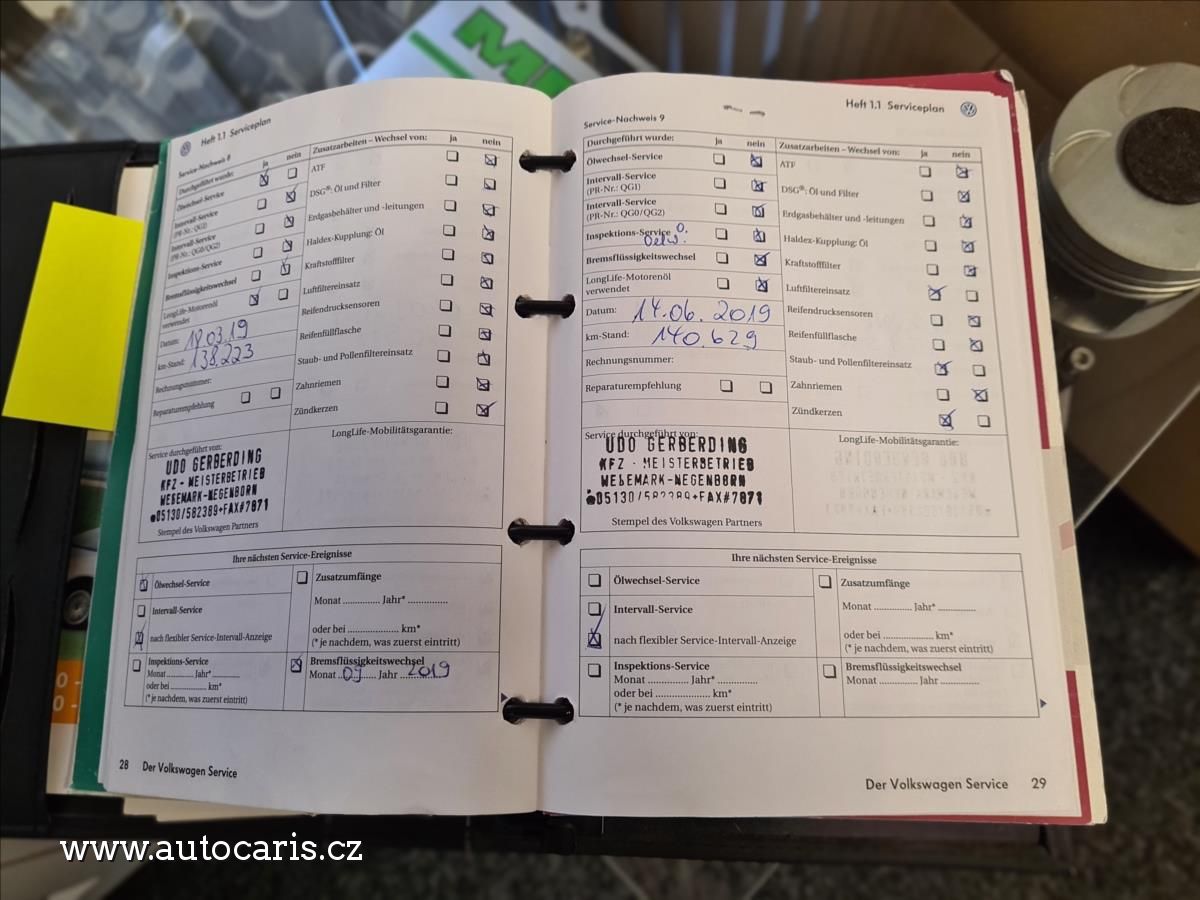 Heft 1.1 Serviceplan
Service-Nachweis 8
Durchgeführt wurde: ja nein
Ölwechsel-Service
Intervall-Service
(PR-Nr.: QG1)
Intervall-Service
(PR-Nr.: QG0/QG2)
Inspektions-Service
Bremsflüssigkeitswechsel
LongLife-Motorenöl
verwendet
Datum: 18.03.19
km-Stand: 138.223
Rechnungsnummer:
Reparaturempfehlung
Zusatzarbeiten – Wechsel von: ja nein
ATF
DSG®: Öl und Filter
Erdgasbehälter und -leitungen
Haldex-Kupplung: Öl
Kraftstofffilter
Luftfiltereinsatz
Reifendrucksensoren
Reifenfüllflasche
Staub- und Pollenfiltereinsatz
Zahnriemen
Zündkerzen
Service durchgeführt von:
UDO GERBERDING
KFZ - MEISTERBETRIEB
WEDEMARK-NEGENBORN
05130/582389+FAX#7871
Stempel des Volkswagen Partners
LongLife-Mobilitätsgarantie:
Ihre nächsten Service-Ereignisse
Ölwechsel-Service
Intervall-Service
nach flexibler Service-Intervall-Anzeige
Inspektions-Service
Monat ............ Jahr* ............
oder bei ............ km*
(* je nachdem, was zuerst eintritt)
Zusatzumfänge
Monat ............ Jahr* ............
oder bei ............ km*
(* je nachdem, was zuerst eintritt)
Bremsflüssigkeitswechsel
Monat 09 Jahr 2019
28 Der Volkswagen Service
Heft 1.1 Serviceplan
Service-Nachweis 9
Durchgeführt wurde: ja nein
Ölwechsel-Service
Intervall-Service
(PR-Nr.: QG1)
Intervall-Service
(PR-Nr.: QG0/QG2)
Inspektions-Service
Bremsflüssigkeitswechsel
LongLife-Motorenöl
verwendet
Datum: 14.06.2019
km-Stand: 140.629
Rechnungsnummer:
Reparaturempfehlung
Zusatzarbeiten – Wechsel von: ja nein
ATF
DSG®: Öl und Filter
Erdgasbehälter und -leitungen
Haldex-Kupplung: Öl
Kraftstofffilter
Luftfiltereinsatz
Reifendrucksensoren
Reifenfüllflasche
Staub- und Pollenfiltereinsatz
Zahnriemen
Zündkerzen
Service durchgeführt von:
UDO GERBERDING
KFZ - MEISTERBETRIEB
WEDEMARK-NEGENBORN
05130/582389+FAX#7871
Stempel des Volkswagen Partners
LongLife-Mobilitätsgarantie:
Ihre nächsten Service-Ereignisse
Ölwechsel-Service
Intervall-Service
nach flexibler Service-Intervall-Anzeige
Inspektions-Service
Monat ............ Jahr* ............
oder bei ............ km*
(* je nachdem, was zuerst eintritt)
Zusatzumfänge
Monat ............ Jahr* ............
oder bei ............ km*
(* je nachdem, was zuerst eintritt)
Bremsflüssigkeitswechsel
Monat ............ Jahr ............
Der Volkswagen Service 29
www.autocaris.cz